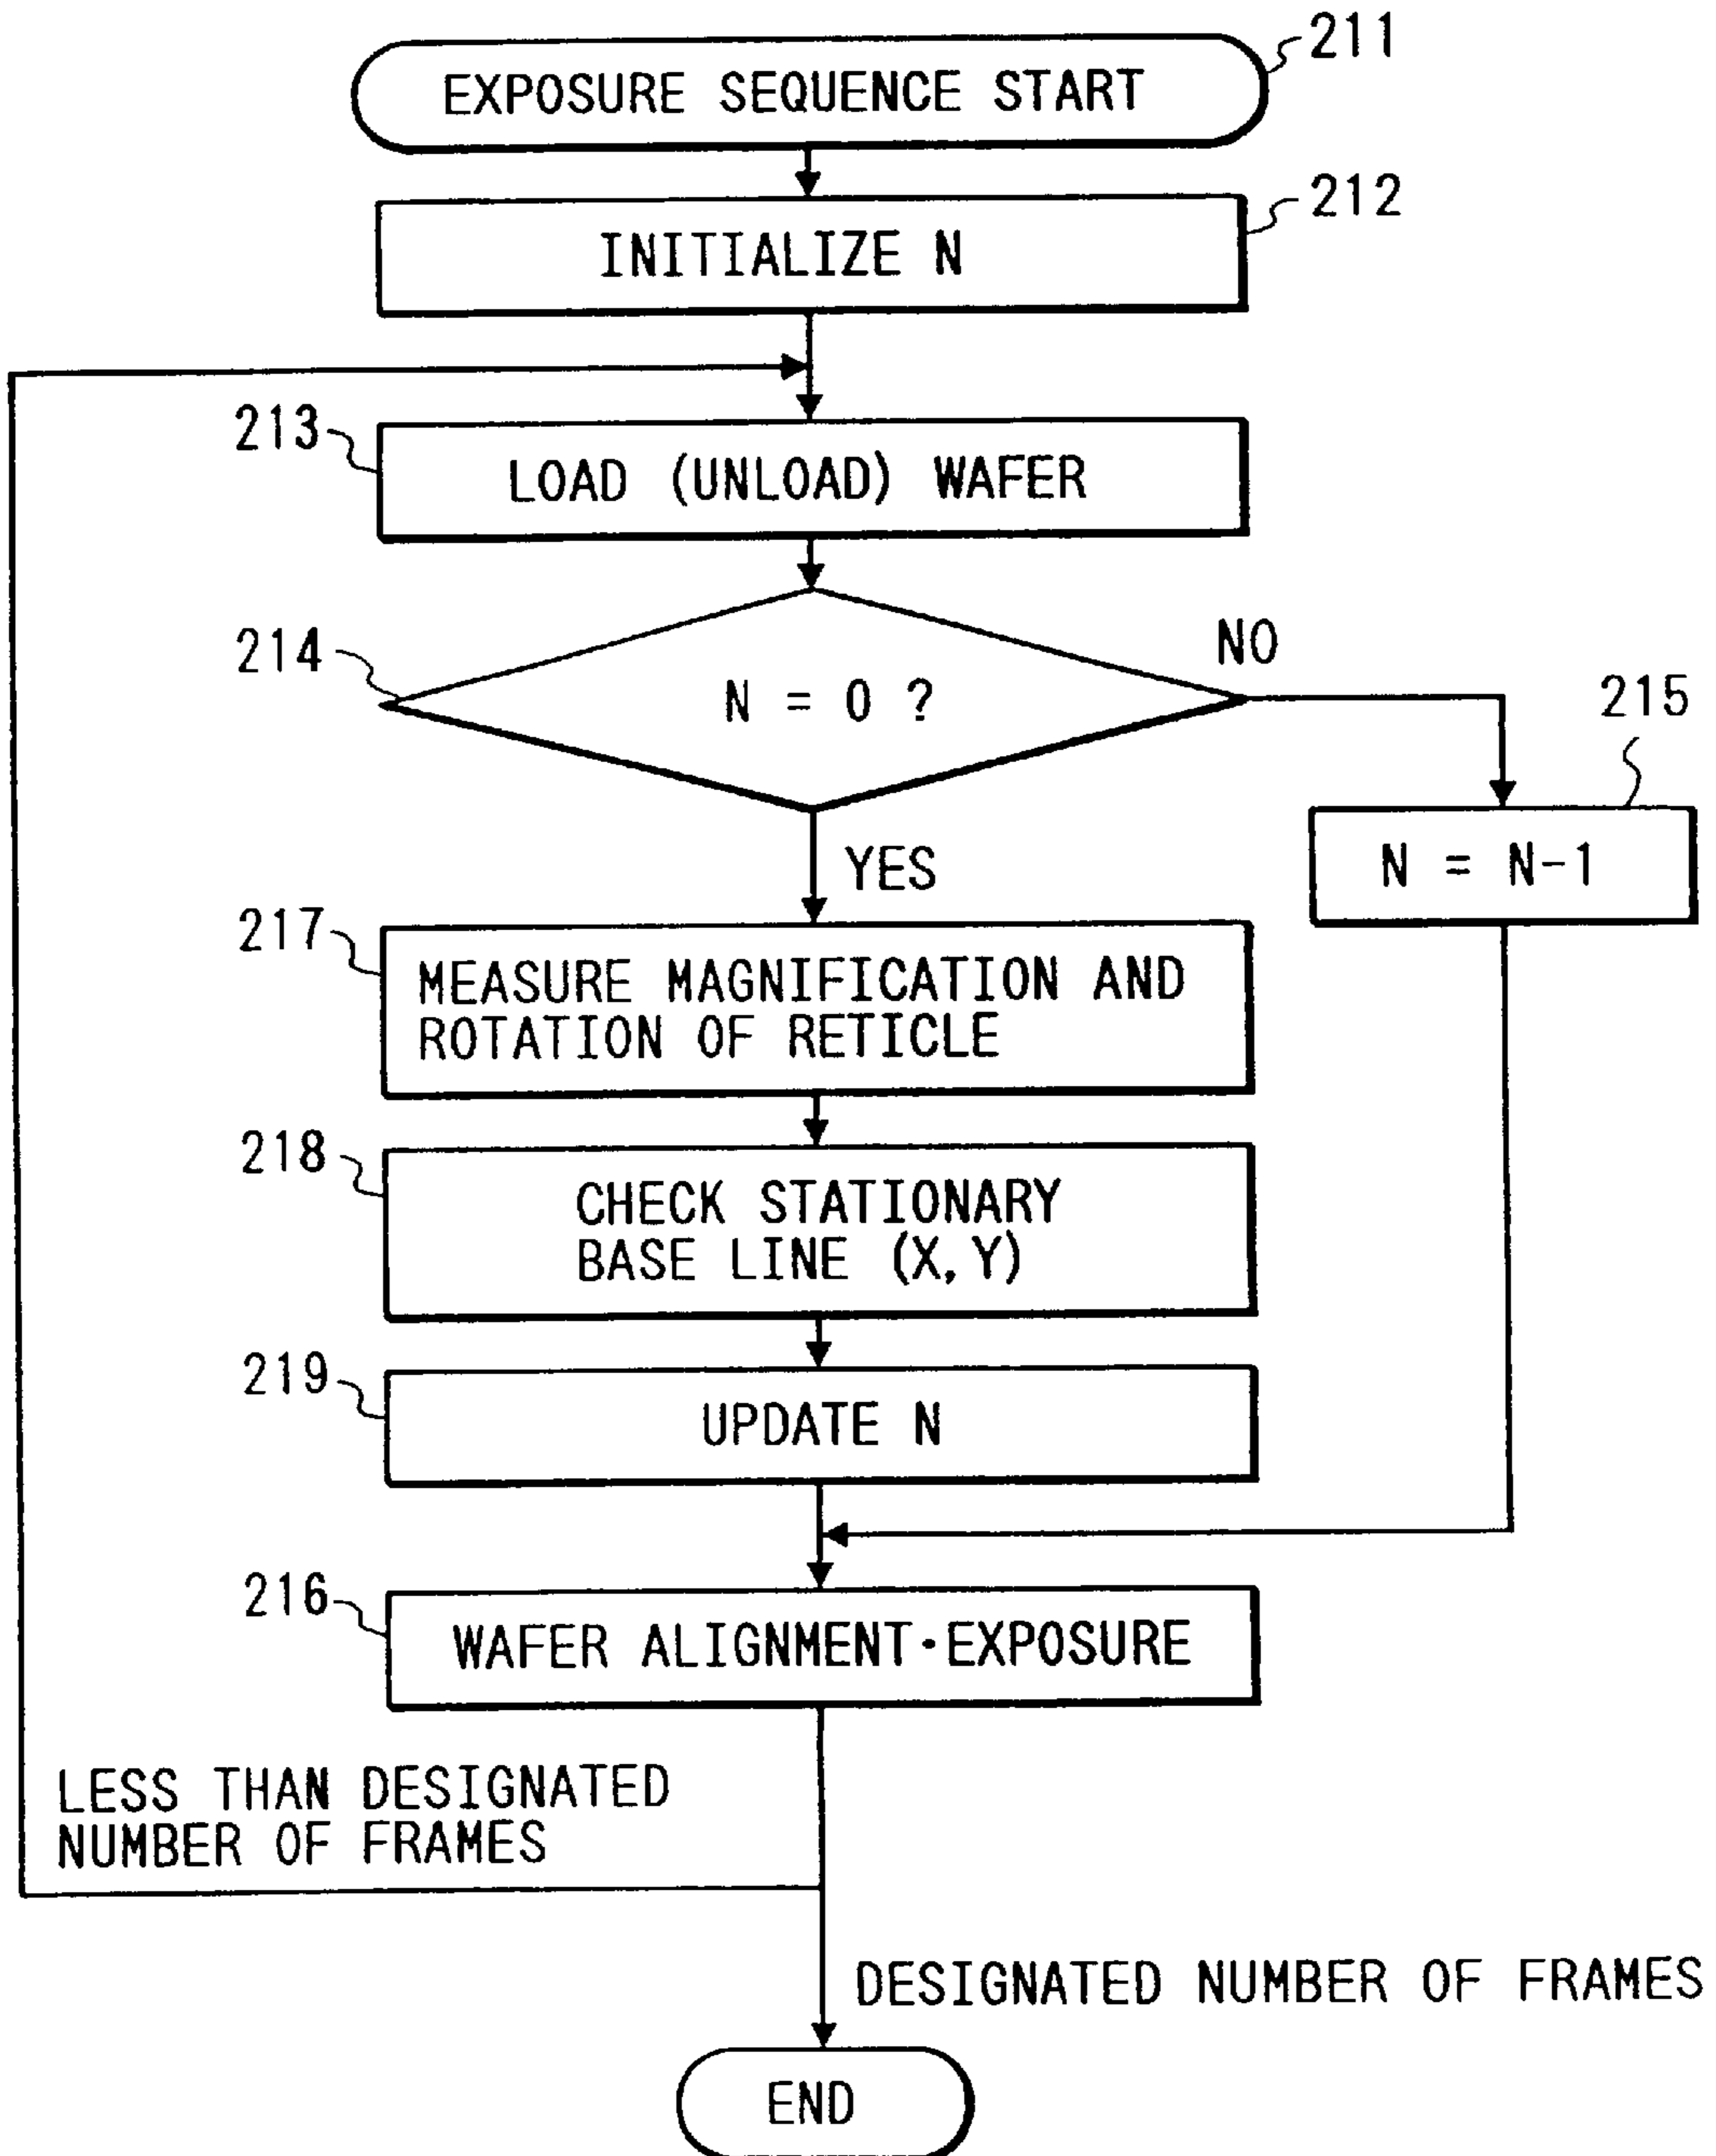 211
EXPOSURE SEQUENCE START
212
INITIALIZE N
213
LOAD (UNLOAD) WAFER
214
N = 0 ?
NO
215
N = N-1
YES
217
MEASURE MAGNIFICATION AND
ROTATION OF RETICLE
218
CHECK STATIONARY
BASE LINE (X, Y)
219
UPDATE N
216
WAFER ALIGNMENT·EXPOSURE
LESS THAN DESIGNATED
NUMBER OF FRAMES
DESIGNATED NUMBER OF FRAMES
END